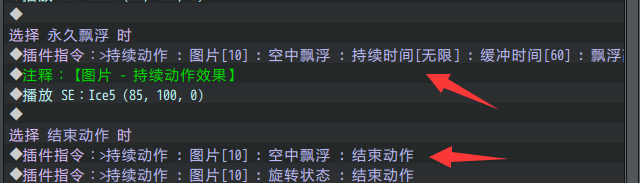 ◆
选择 永久飘浮 时
◆插件指令:>持续动作 : 图片[10] : 空中飘浮 : 持续时间[无限] : 缓冲时间[60] : 飘浮
◆注释:【图片 - 持续动作效果】
◆播放 SE:Ice5 (85, 100, 0)
◆
选择 结束动作 时
◆插件指令:>持续动作 : 图片[10] : 空中飘浮 : 结束动作
◆插件指令:>持续动作 : 图片[10] : 旋转状态 : 结束动作